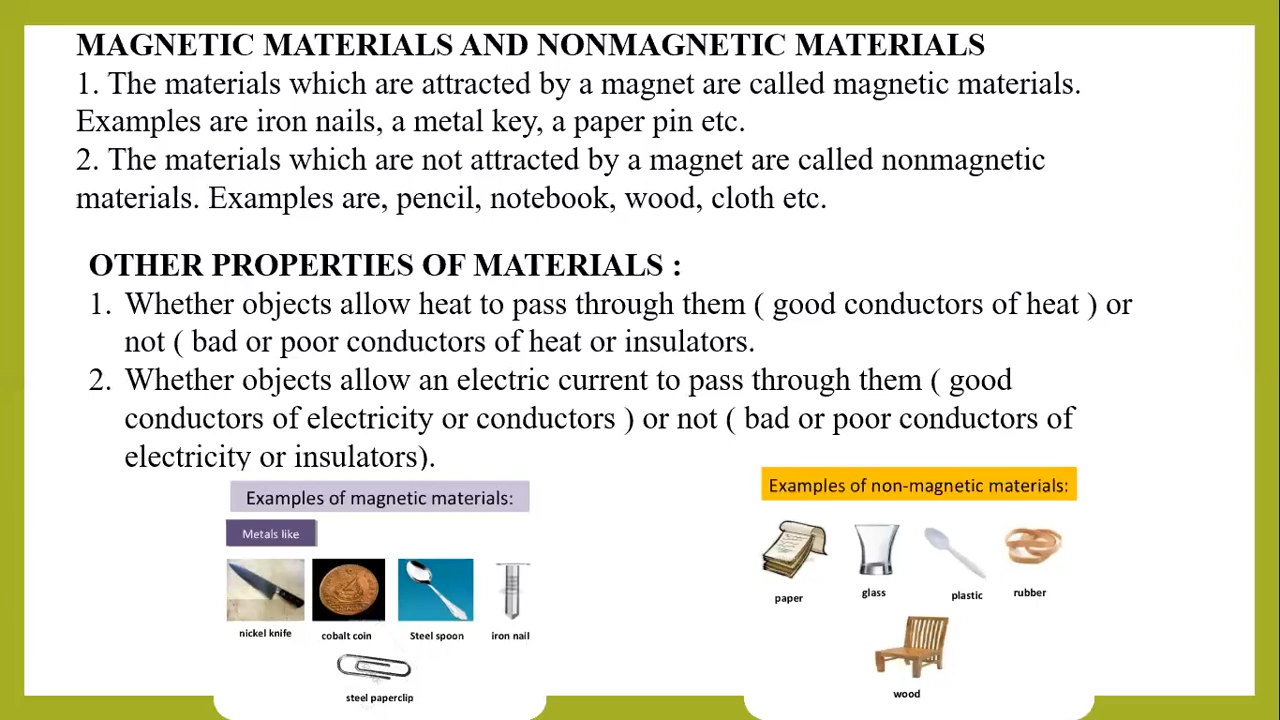 MAGNETIC MATERIALS AND NONMAGNETIC MATERIALS
1. The materials which are attracted by a magnet are called magnetic materials.
Examples are iron nails, a metal key, a paper pin etc.
2. The materials which are not attracted by a magnet are called nonmagnetic
materials. Examples are, pencil, notebook, wood, cloth etc.
OTHER PROPERTIES OF MATERIALS :
1. Whether objects allow heat to pass through them ( good conductors of heat ) or
not ( bad or poor conductors of heat or insulators.
2. Whether objects allow an electric current to pass through them ( good
conductors of electricity or conductors ) or not ( bad or poor conductors of
electricity or insulators).
Examples of magnetic materials:
Metals like
nickel knife
cobalt coin
Steel spoon
iron nail
steel paperclip
Examples of non-magnetic materials:
paper
glass
plastic
rubber
wood